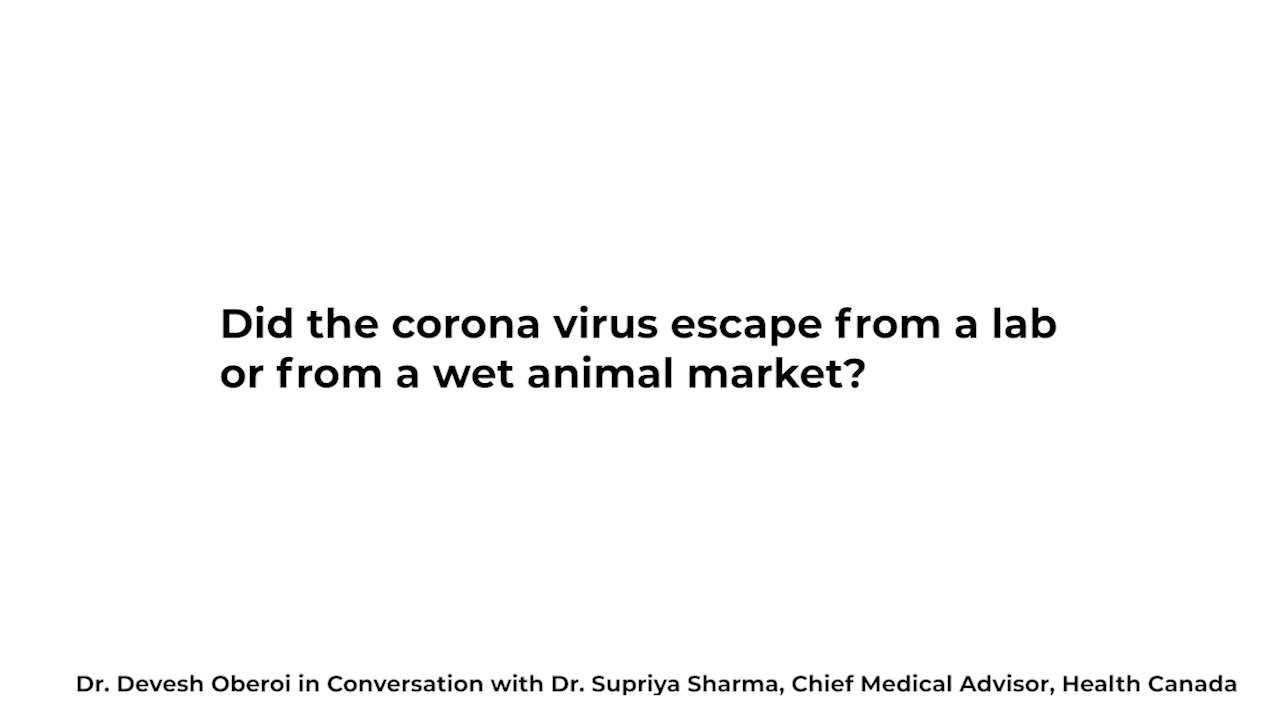 Did the corona virus escape from a lab
or from a wet animal market?
Dr. Devesh Oberoi in Conversation with Dr. Supriya Sharma, Chief Medical Advisor, Health Canada